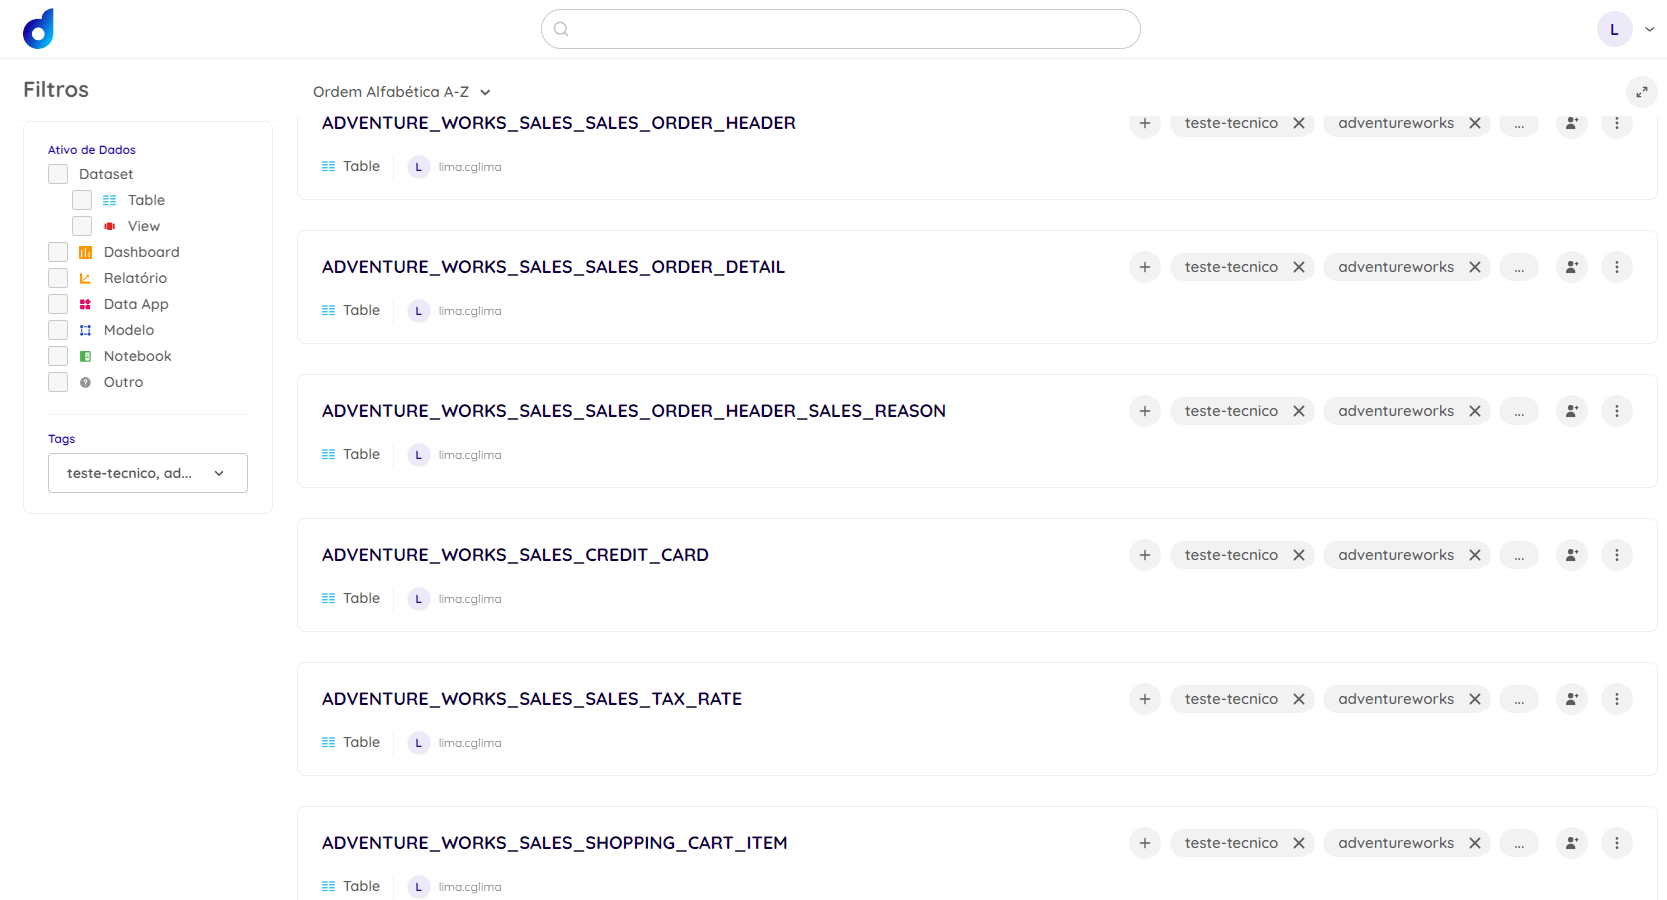 L
Filtros
Ordem Alfabética A-Z
Ativo de Dados
Dataset
Table
View
Dashboard
Relatório
Data App
Modelo
Notebook
Outro
Tags
teste-tecnico, ad...
ADVENTURE_WORKS_SALES_SALES_ORDER_HEADER
+ teste-tecnico X adventureworks X ...
Table L lima.cglima
ADVENTURE_WORKS_SALES_SALES_ORDER_DETAIL
+ teste-tecnico X adventureworks X ...
Table L lima.cglima
ADVENTURE_WORKS_SALES_SALES_ORDER_HEADER_SALES_REASON
+ teste-tecnico X adventureworks X ...
Table L lima.cglima
ADVENTURE_WORKS_SALES_CREDIT_CARD
+ teste-tecnico X adventureworks X ...
Table L lima.cglima
ADVENTURE_WORKS_SALES_SALES_TAX_RATE
+ teste-tecnico X adventureworks X ...
Table L lima.cglima
ADVENTURE_WORKS_SALES_SHOPPING_CART_ITEM
+ teste-tecnico X adventureworks X ...
Table L lima.cglima